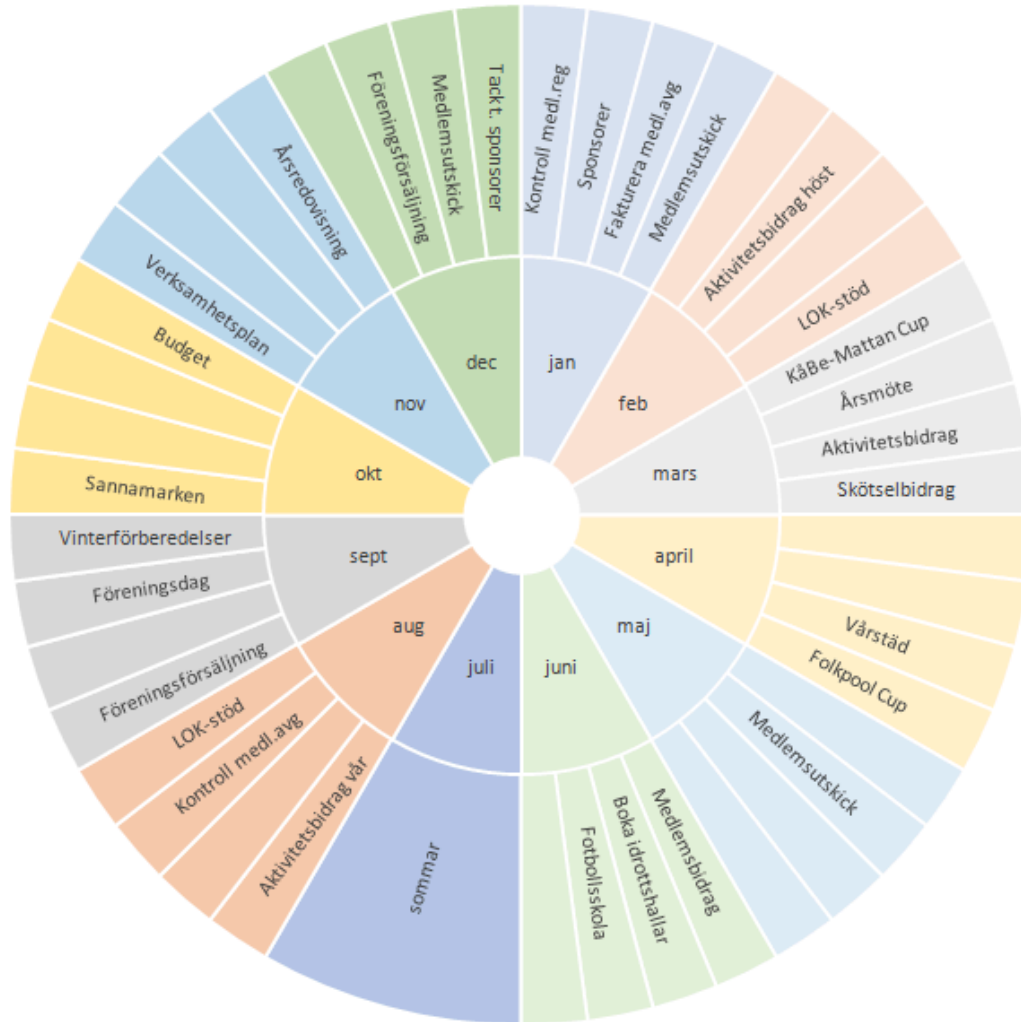 jan
Kontroll medl.reg
Sponsorer
Fakturera medl.avg
Medlemsutskick
feb
Aktivitetsbidrag höst
LOK-stöd
mars
KåBe-Mattan Cup
Årsmöte
Aktivitetsbidrag
Skötselbidrag
april
Vårstäd
Folkpool Cup
maj
Medlemsutskick
juni
Medlemsbidrag
Boka idrottshallar
Fotbollsskola
juli
sommar
aug
Aktivitetsbidrag vår
Kontroll medl.avg
LOK-stöd
sept
Föreningsförsäljning
Föreningsdag
Vinterförberedelser
okt
Sannamarken
Budget
nov
Verksamhetsplan
Årsredovisning
dec
Föreningsförsäljning
Medlemsutskick
Tack t. sponsorer